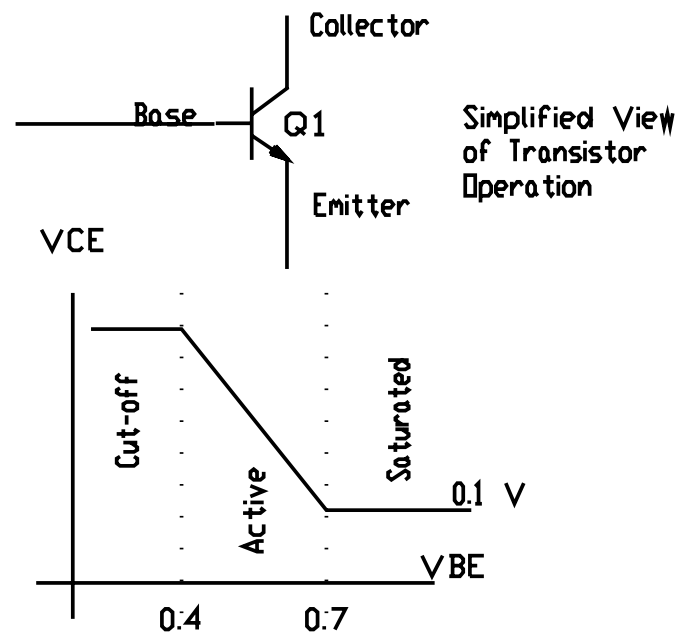 Collector
Base
Q1
Simplified View
of Transistor
Operation
Emitter
VCE
Cut-off
Active
Saturated
0.1 V
VBE
0.4
0.7